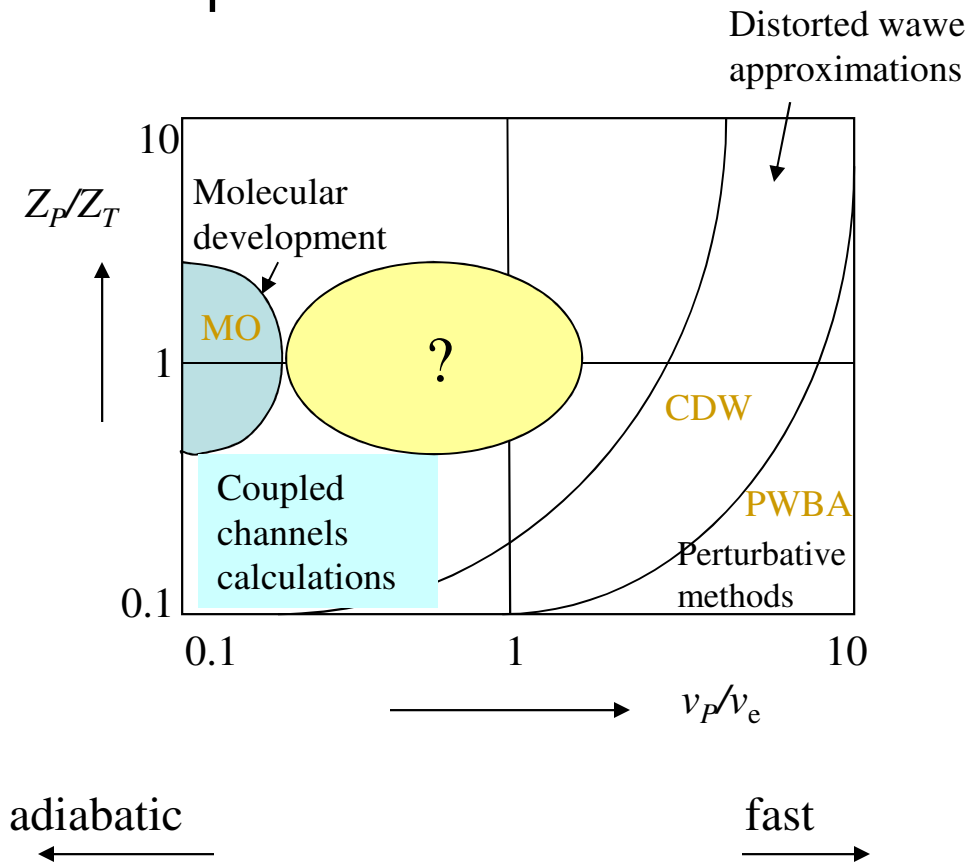 Distorted wawe
approximations
10
Z_P/Z_T
Molecular
development
MO
?
1
CDW
Coupled
channels
calculations
PWBA
Perturbative
methods
0.1
0.1
1
10
v_P/v_e
adiabatic
fast